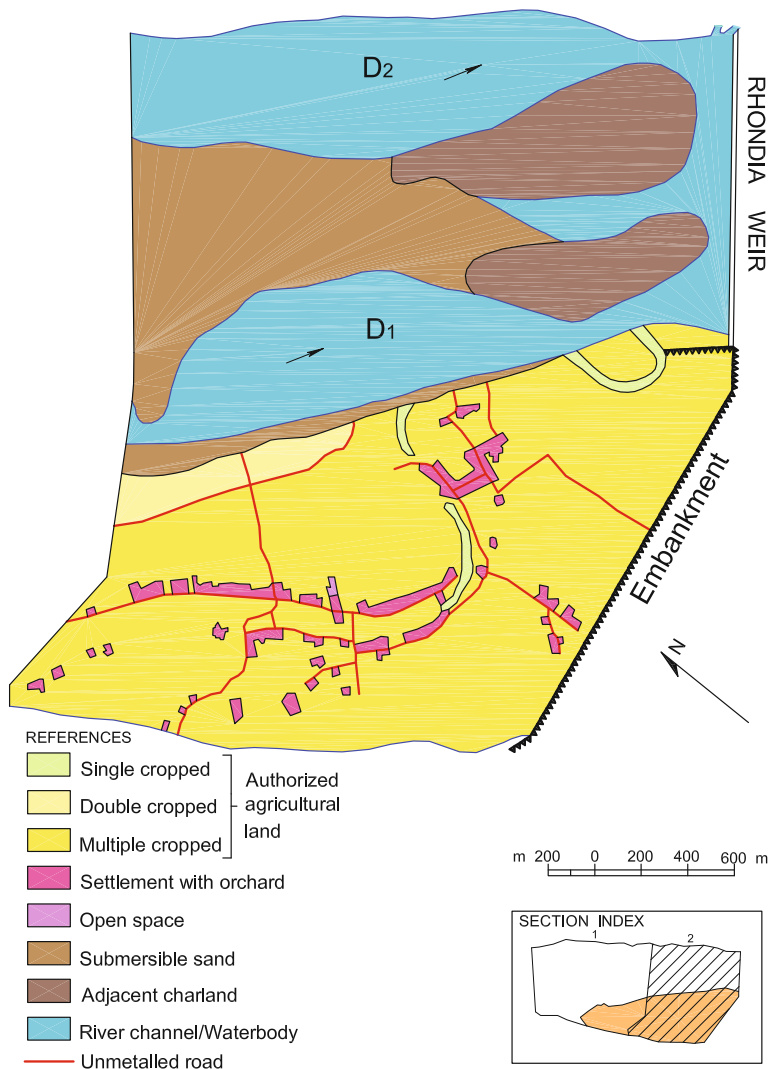 D2
D1
RHONDIA WEIR
Embankment
N
REFERENCES
Single cropped
Double cropped
Multiple cropped
Authorized
agricultural
land
Settlement with orchard
Open space
Submersible sand
Adjacent charland
River channel/Waterbody
Unmetalled road
m 200 0 200 400 600 m
SECTION INDEX
1 2